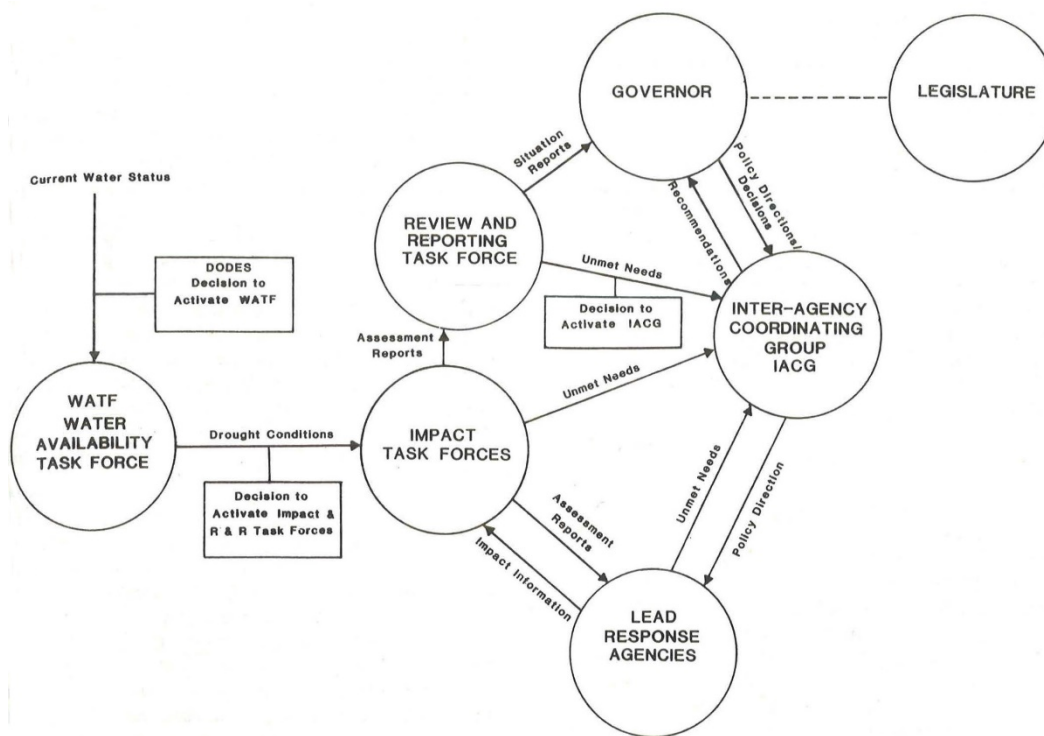 GOVERNOR
LEGISLATURE
Situation
Reports
Current Water Status
Policy Directions/
Decisions
Recommendations
REVIEW AND
REPORTING
TASK FORCE
DODES
Decision to
Activate WATF
Unmet Needs
Decision to
Activate IACG
INTER-AGENCY
COORDINATING
GROUP
IACG
Assessment
Reports
Unmet Needs
WATF
WATER
AVAILABILITY
TASK FORCE
Drought Conditions
IMPACT
TASK FORCES
Decision to
Activate Impact &
R & R Task Forces
Assessment
Reports
Impact Information
Unmet Needs
Policy Direction
LEAD
RESPONSE
AGENCIES